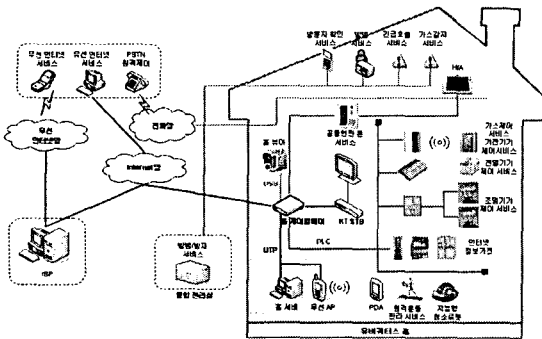 무선 인터넷
서비스
유선 인터넷
서비스
PSTN
원격제어
무선
인터넷망
전화망
Internet망
ISP
방범/방재
서비스
통합 관리실
방문자 확인
서비스
서비스
긴급호출
서비스
가스감지
서비스
H/A
공동현관 문
서비스
홈 뷰어
USB
홈 게이트웨이
KT STB
UTP
PLC
가스제어
서비스
가전기기
제어서비스
전열기기
제어 서비스
조명기기
제어 서비스
인터넷
정보가전
홈 서버
무선 AP
PDA
원격운동
관리 서비스
지능형
청소로봇
유비쿼터스 홈